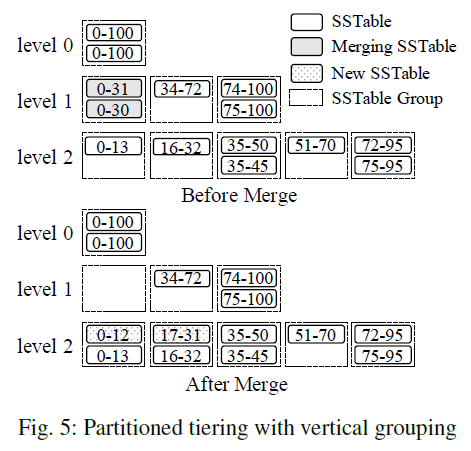 level 0
0-100
0-100
SSTable
Merging SSTable
New SSTable
SSTable Group
level 1
0-31 34-72 74-100
0-30 75-100
level 2
0-13 16-32 35-50 51-70 72-95
35-45 75-95
Before Merge
level 0
0-100
0-100
level 1
34-72 74-100
75-100
level 2
0-12 17-31 35-50 51-70 72-95
0-13 16-32 35-45 75-95
After Merge
Fig. 5: Partitioned tiering with vertical grouping